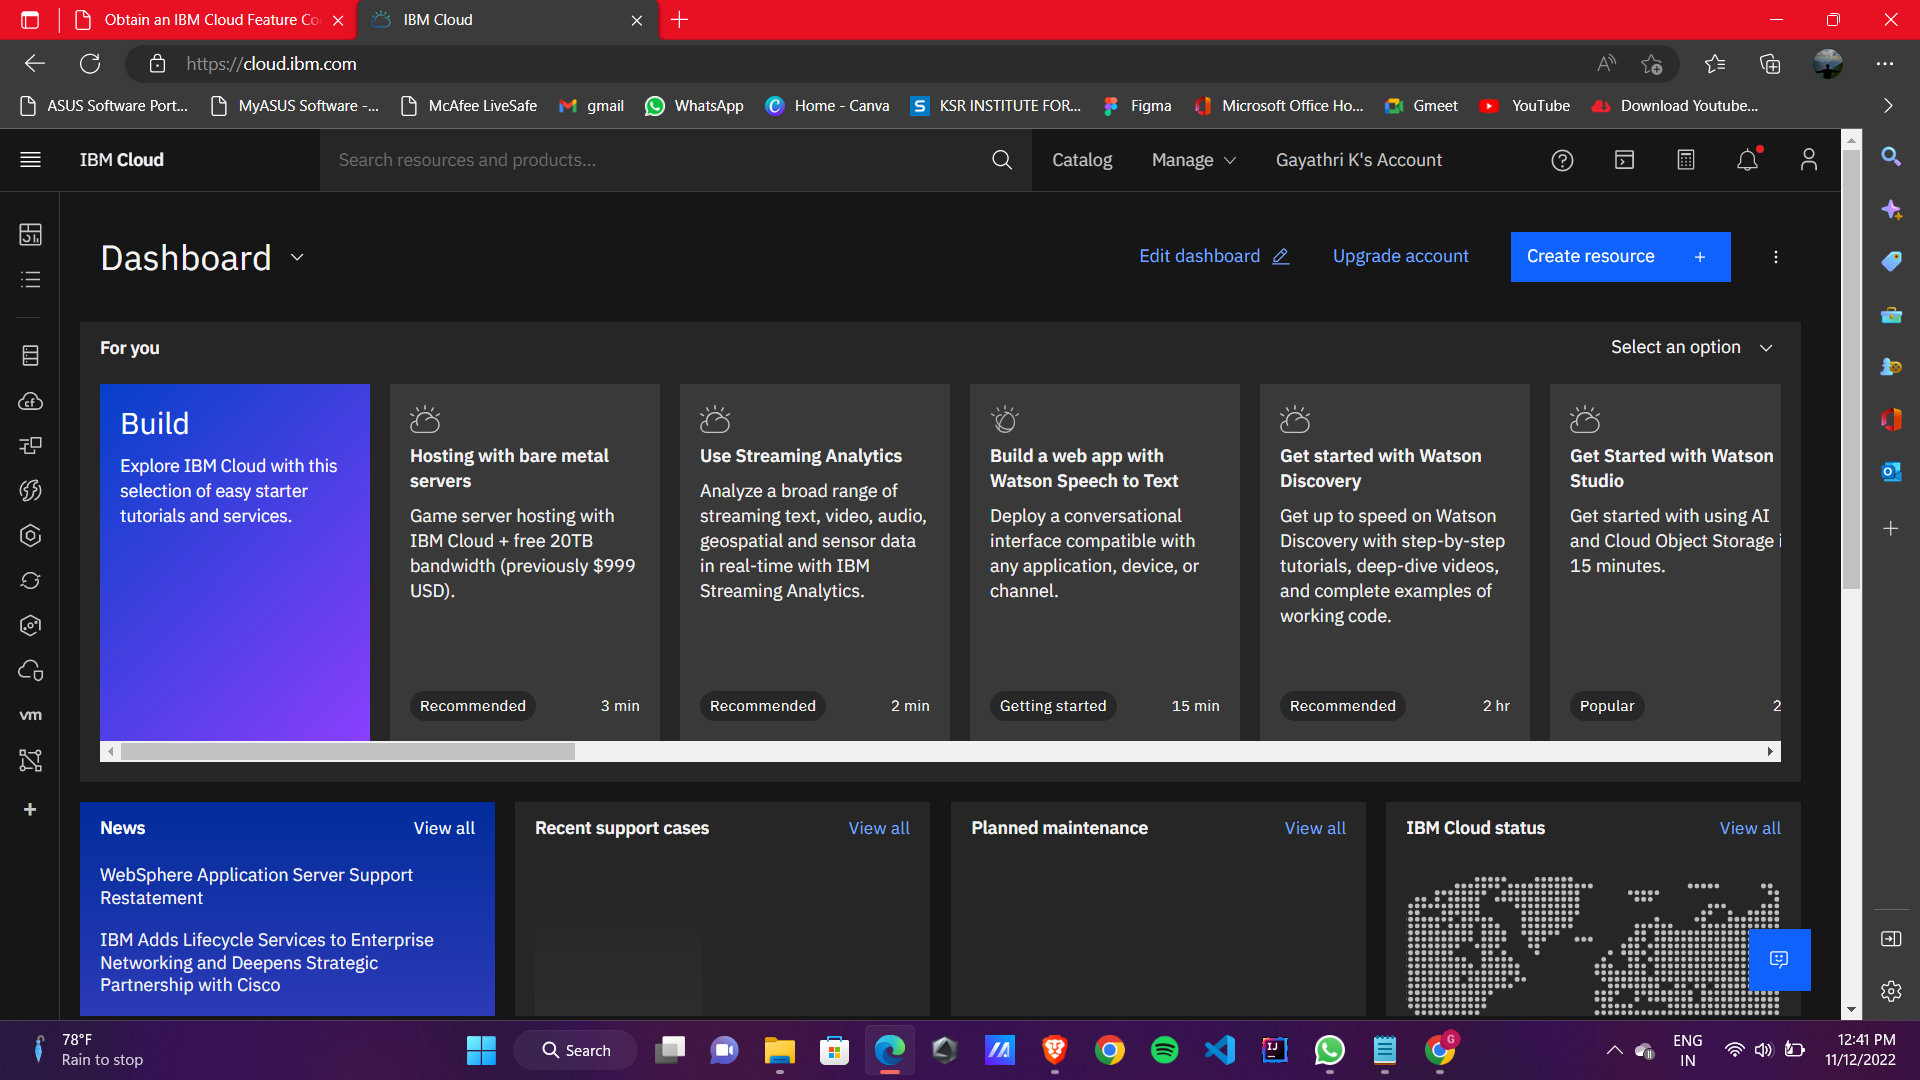 Obtain an IBM Cloud Feature Co
IBM Cloud
https://cloud.ibm.com
ASUS Software Port...
MyASUS Software -...
McAfee LiveSafe
gmail
WhatsApp
Home - Canva
KSR INSTITUTE FOR...
Figma
Microsoft Office Ho...
Gmeet
YouTube
Download Youtube...
IBM Cloud
Search resources and products...
Catalog
Manage
Gayathri K's Account
Dashboard
Edit dashboard
Upgrade account
Create resource +
For you
Select an option
Build
Explore IBM Cloud with this
selection of easy starter
tutorials and services.
Hosting with bare metal
servers
Game server hosting with
IBM Cloud + free 20TB
bandwidth (previously $999
USD).
Recommended
3 min
Use Streaming Analytics
Analyze a broad range of
streaming text, video, audio,
geospatial and sensor data
in real-time with IBM
Streaming Analytics.
Recommended
2 min
Build a web app with
Watson Speech to Text
Deploy a conversational
interface compatible with
any application, device, or
channel.
Getting started
15 min
Get started with Watson
Discovery
Get up to speed on Watson
Discovery with step-by-step
tutorials, deep-dive videos,
and complete examples of
working code.
Recommended
2 hr
Get Started with Watson
Studio
Get started with using AI
and Cloud Object Storage i
15 minutes.
Popular
2
cf
vm
News
View all
WebSphere Application Server Support
Restatement
IBM Adds Lifecycle Services to Enterprise
Networking and Deepens Strategic
Partnership with Cisco
Recent support cases
View all
Planned maintenance
View all
IBM Cloud status
View all
78°F
Rain to stop
Search
ENG
IN
12:41 PM
11/12/2022